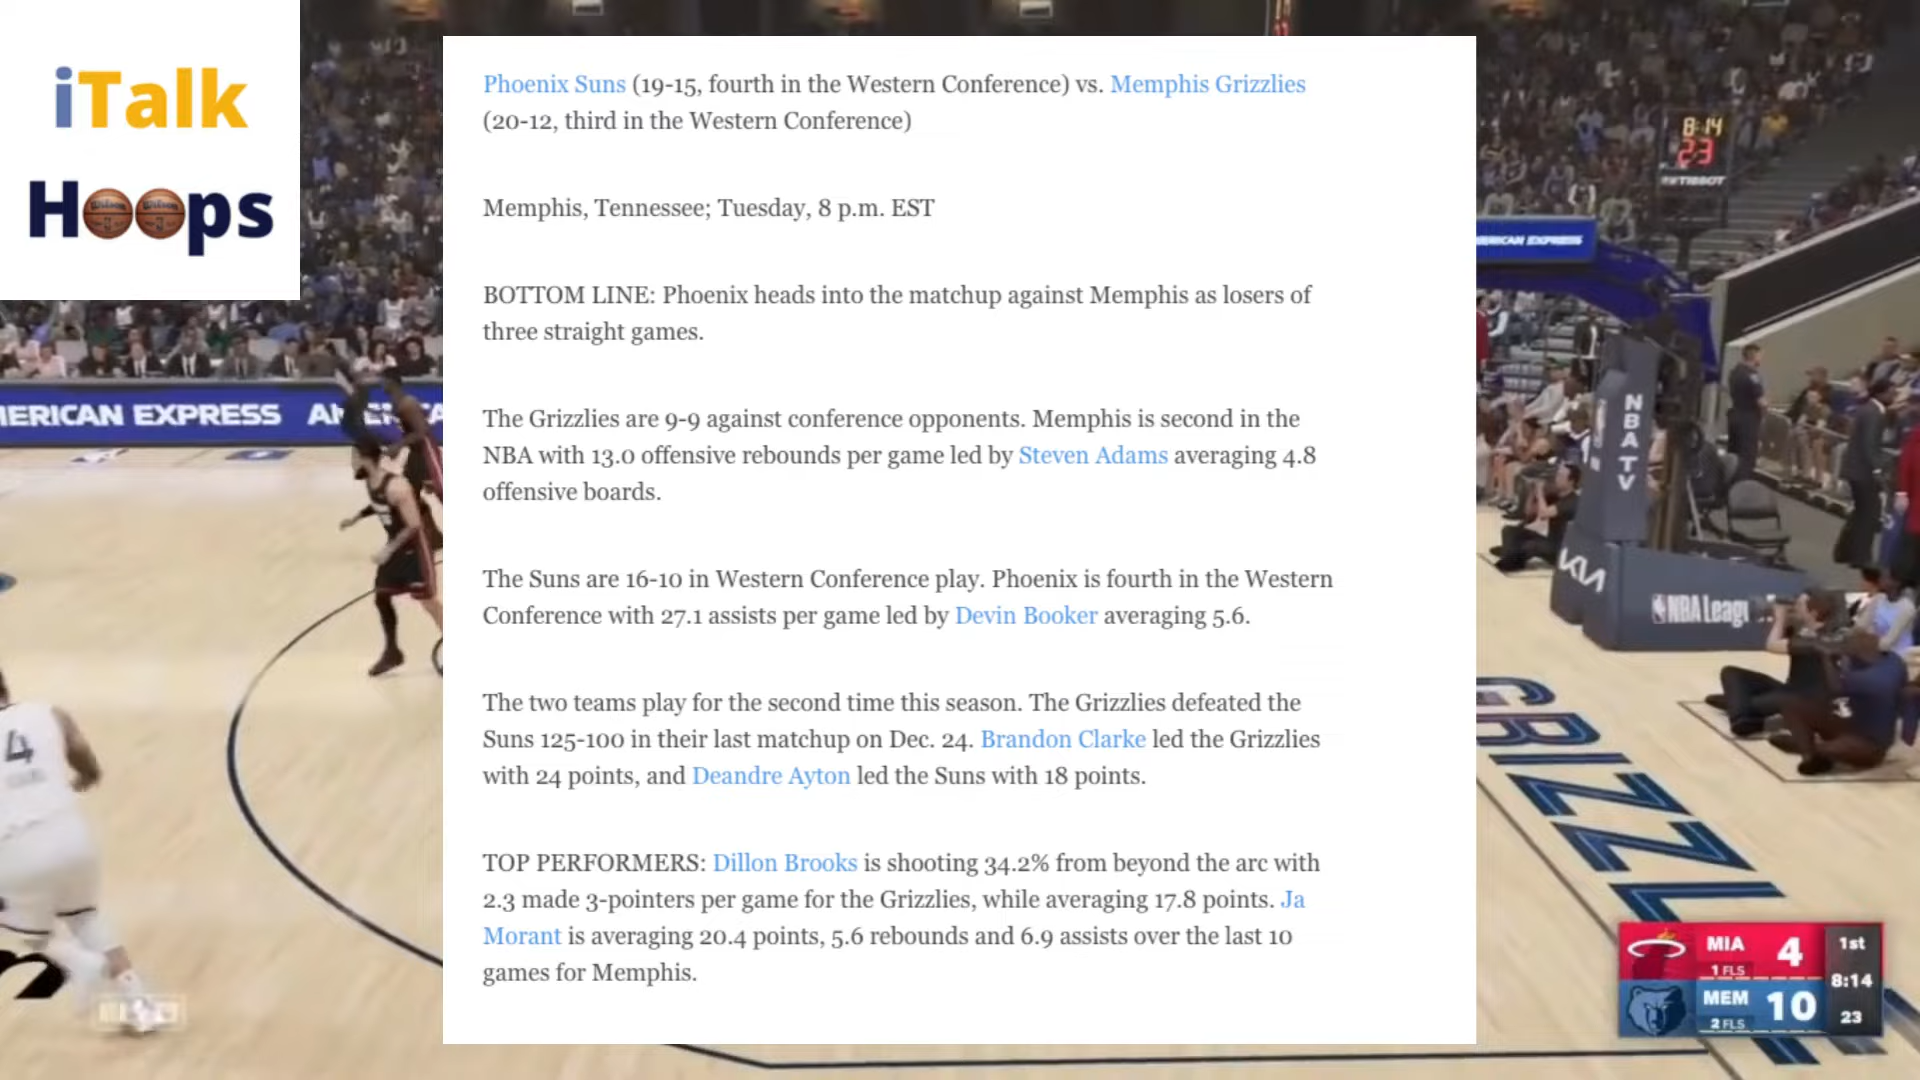 iTalk
Hoops
Phoenix Suns (19-15, fourth in the Western Conference) vs. Memphis Grizzlies
(20-12, third in the Western Conference)
Memphis, Tennessee; Tuesday, 8 p.m. EST
BOTTOM LINE: Phoenix heads into the matchup against Memphis as losers of
three straight games.
The Grizzlies are 9-9 against conference opponents. Memphis is second in the
NBA with 13.0 offensive rebounds per game led by Steven Adams averaging 4.8
offensive boards.
The Suns are 16-10 in Western Conference play. Phoenix is fourth in the Western
Conference with 27.1 assists per game led by Devin Booker averaging 5.6.
The two teams play for the second time this season. The Grizzlies defeated the
Suns 125-100 in their last matchup on Dec. 24. Brandon Clarke led the Grizzlies
with 24 points, and Deandre Ayton led the Suns with 18 points.
TOP PERFORMERS: Dillon Brooks is shooting 34.2% from beyond the arc with
2.3 made 3-pointers per game for the Grizzlies, while averaging 17.8 points. Ja
Morant is averaging 20.4 points, 5.6 rebounds and 6.9 assists over the last 10
games for Memphis.
8:14
23
TISSOT
ERICAN EXPRESS
MERICAN EXPRESS
NBA TV
KIA
NBA Leag
4
GRIZZL
MIA 4 1st
1 FLS
8:14
MEM 10
2 FLS
23